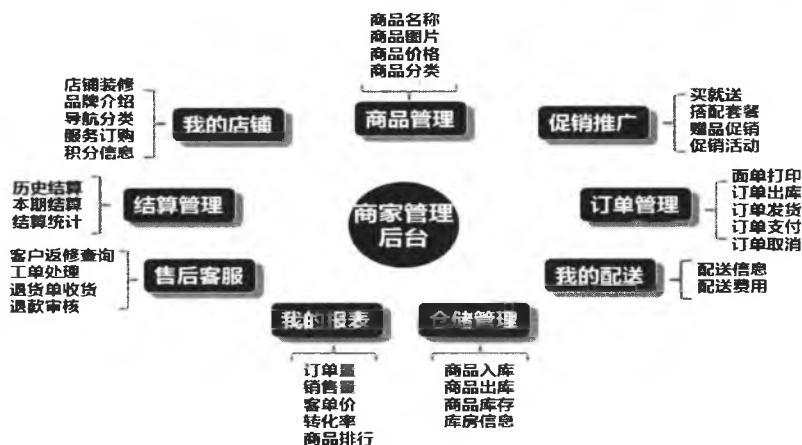 商品名称
商品图片
商品价格
商品分类
商品管理
店铺装修
品牌介绍
导航分类
服务订购
积分信息
我的店铺
促销推广
买就送
搭配套餐
赠品促销
促销活动
历史结算
本期结算
结算统计
结算管理
商家管理
后台
订单管理
面单打印
订单出库
订单发货
订单支付
订单取消
客户返修查询
工单处理
退货单收货
退款审核
售后客服
我的配送
配送信息
配送费用
我的报表
仓储管理
订单量
销售量
客单价
转化率
商品排行
商品入库
商品出库
商品库存
库房信息